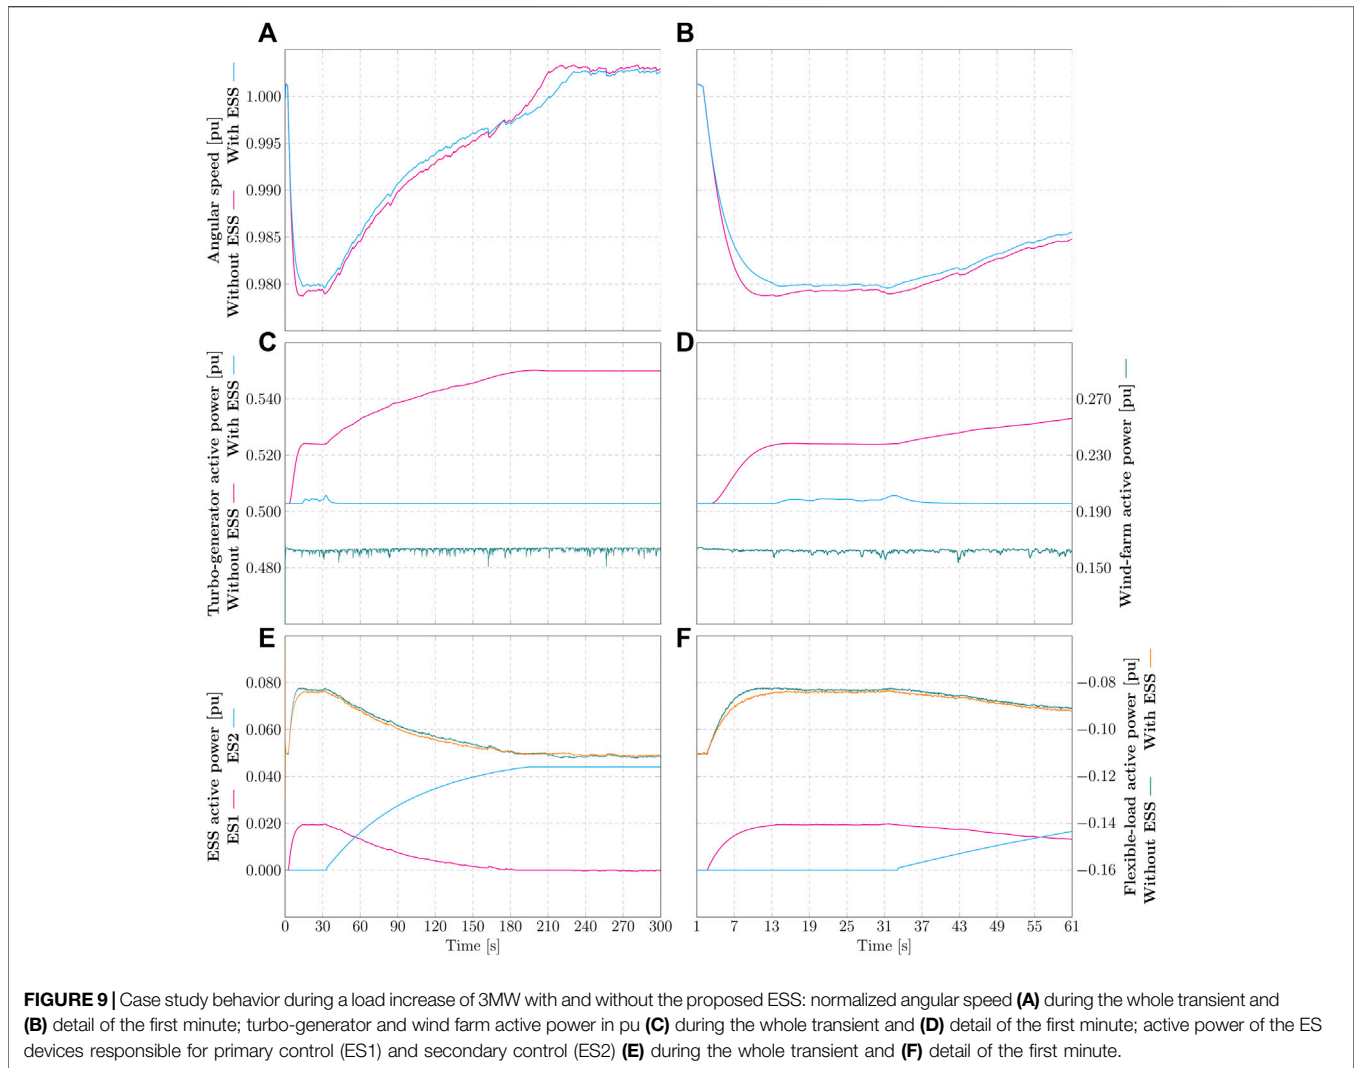 A
B
Angular speed [pu]
Without ESS — With ESS —
1.000
0.995
0.990
0.985
0.980
C
D
Turbo-generator active power [pu]
Without ESS — With ESS —
0.540
0.520
0.500
0.480
0.270
0.230
0.190
0.150
Wind-farm active power [pu] —
E
F
ESS active power [pu]
ES1 — ES2 —
0.080
0.060
0.040
0.020
0.000
−0.08
−0.10
−0.12
−0.14
−0.16
Flexible-load active power [pu]
Without ESS — With ESS —
0 30 60 90 120 150 180 210 240 270 300
Time [s]
1 7 13 19 25 31 37 43 49 55 61
Time [s]
FIGURE 9 | Case study behavior during a load increase of 3MW with and without the proposed ESS: normalized angular speed (A) during the whole transient and
(B) detail of the first minute; turbo-generator and wind farm active power in pu (C) during the whole transient and (D) detail of the first minute; active power of the ES
devices responsible for primary control (ES1) and secondary control (ES2) (E) during the whole transient and (F) detail of the first minute.